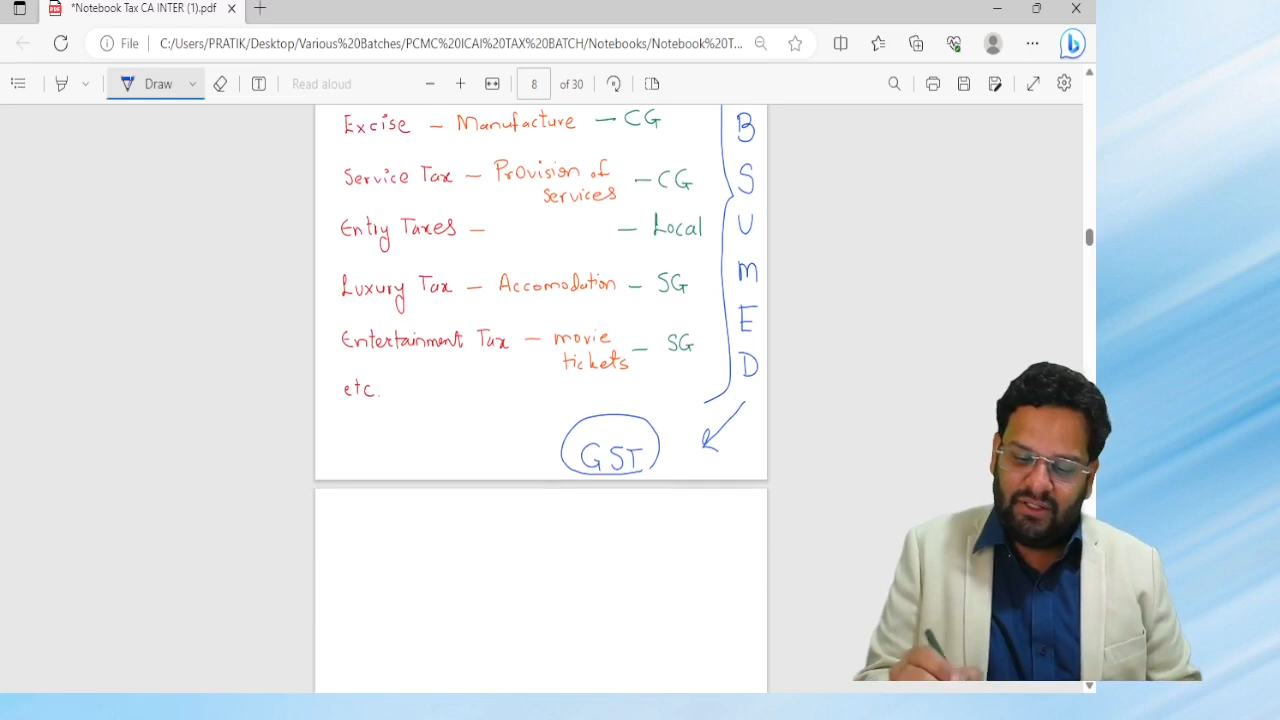 *Notebook Tax CA INTER (1).pdf
File
C:/Users/PRATIK/Desktop/Various%20Batches/PCMC%20ICAI%20TAX%20BATCH/Notebooks/Notebook%20T...
Draw
Read aloud
8
of 30
Excise – Manufacture – CG
Service Tax – Provision of services – CG
Entry Taxes – – Local
Luxury Tax – Accomodation – SG
Entertainment Tax – movie tickets – SG
etc.
B
S
U
M
E
D
GST